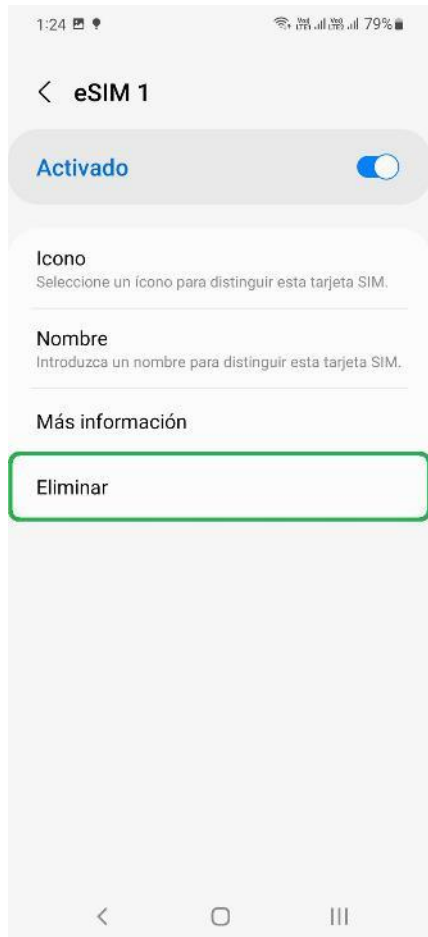 1:24 79%
eSIM 1
Activado
Icono
Seleccione un ícono para distinguir esta tarjeta SIM.
Nombre
Introduzca un nombre para distinguir esta tarjeta SIM.
Más información
Eliminar